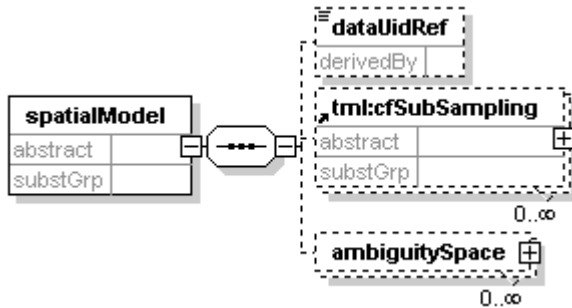 dataUidRef
derivedBy
spatialModel
abstract
substGrp
tml:cfSubSampling
abstract
substGrp
0..∞
ambiguitySpace
0..∞